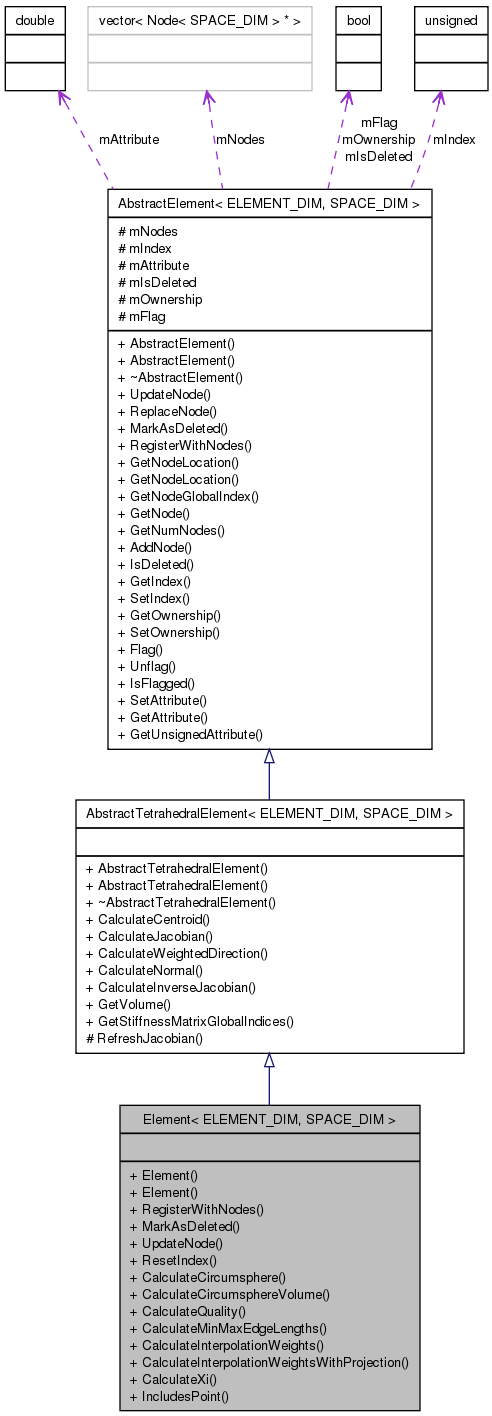 double
vector< Node< SPACE_DIM > * >
bool
unsigned
mAttribute
mNodes
mFlag
mOwnership
mIsDeleted
mIndex
AbstractElement< ELEMENT_DIM, SPACE_DIM >
# mNodes
# mIndex
# mAttribute
# mIsDeleted
# mOwnership
# mFlag
+ AbstractElement()
+ AbstractElement()
+ ~AbstractElement()
+ UpdateNode()
+ ReplaceNode()
+ MarkAsDeleted()
+ RegisterWithNodes()
+ GetNodeLocation()
+ GetNodeLocation()
+ GetNodeGlobalIndex()
+ GetNode()
+ GetNumNodes()
+ AddNode()
+ IsDeleted()
+ GetIndex()
+ SetIndex()
+ GetOwnership()
+ SetOwnership()
+ Flag()
+ Unflag()
+ IsFlagged()
+ SetAttribute()
+ GetAttribute()
+ GetUnsignedAttribute()
AbstractTetrahedralElement< ELEMENT_DIM, SPACE_DIM >
+ AbstractTetrahedralElement()
+ AbstractTetrahedralElement()
+ ~AbstractTetrahedralElement()
+ CalculateCentroid()
+ CalculateJacobian()
+ CalculateWeightedDirection()
+ CalculateNormal()
+ CalculateInverseJacobian()
+ GetVolume()
+ GetStiffnessMatrixGlobalIndices()
# RefreshJacobian()
Element< ELEMENT_DIM, SPACE_DIM >
+ Element()
+ Element()
+ RegisterWithNodes()
+ MarkAsDeleted()
+ UpdateNode()
+ ResetIndex()
+ CalculateCircumsphere()
+ CalculateCircumsphereVolume()
+ CalculateQuality()
+ CalculateMinMaxEdgeLengths()
+ CalculateInterpolationWeights()
+ CalculateInterpolationWeightsWithProjection()
+ CalculateXi()
+ IncludesPoint()